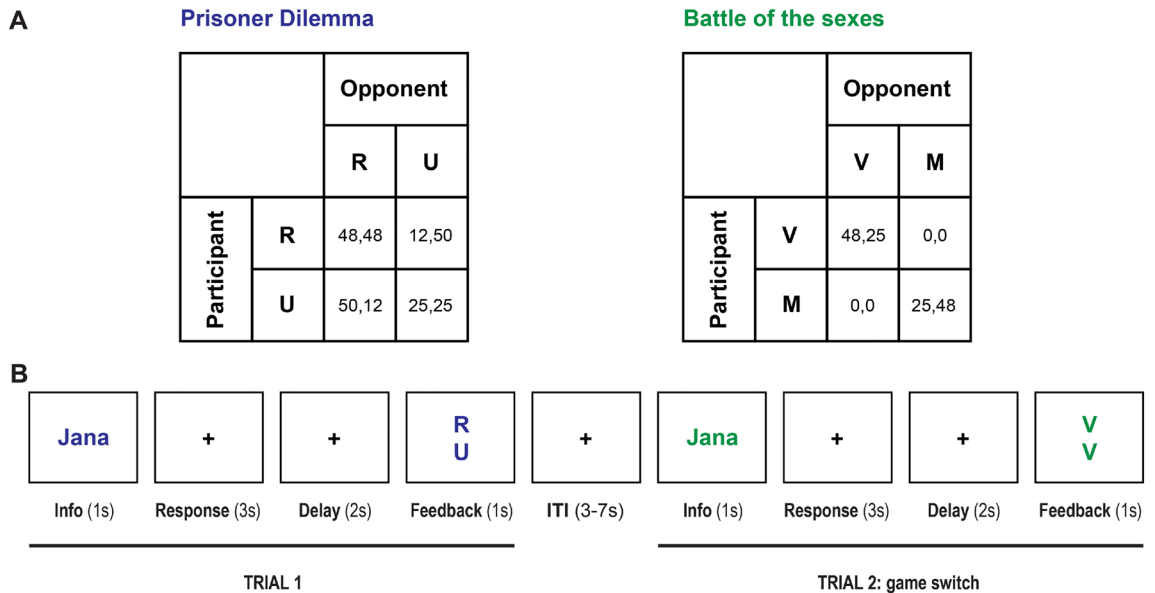 A
Prisoner Dilemma
Battle of the sexes
Opponent
R U
Participant
R 48,48 12,50
U 50,12 25,25
Opponent
V M
Participant
V 48,25 0,0
M 0,0 25,48
B
Jana
+
+
R
U
+
Jana
+
+
V
V
Info (1s)
Response (3s)
Delay (2s)
Feedback (1s)
ITI (3-7s)
Info (1s)
Response (3s)
Delay (2s)
Feedback (1s)
TRIAL 1
TRIAL 2: game switch